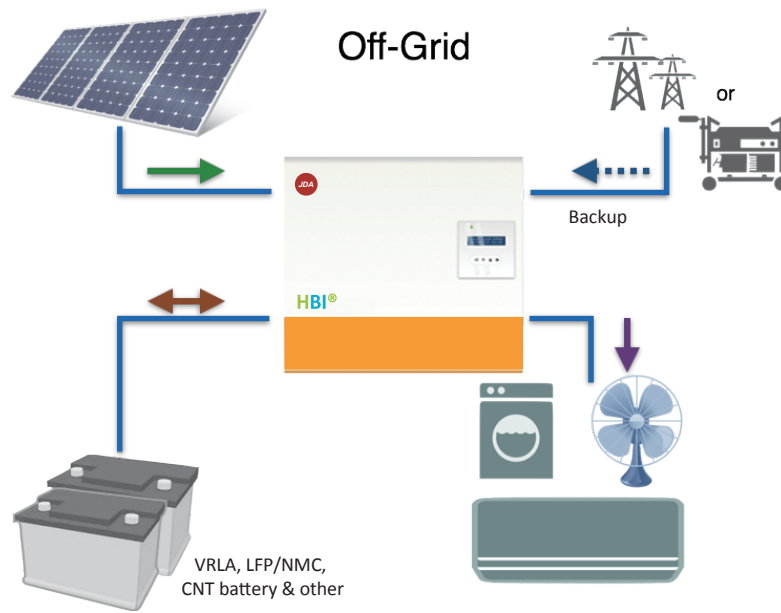 Off-Grid
or
JDA
Backup
HBI®
VRLA, LFP/NMC,
CNT battery & other